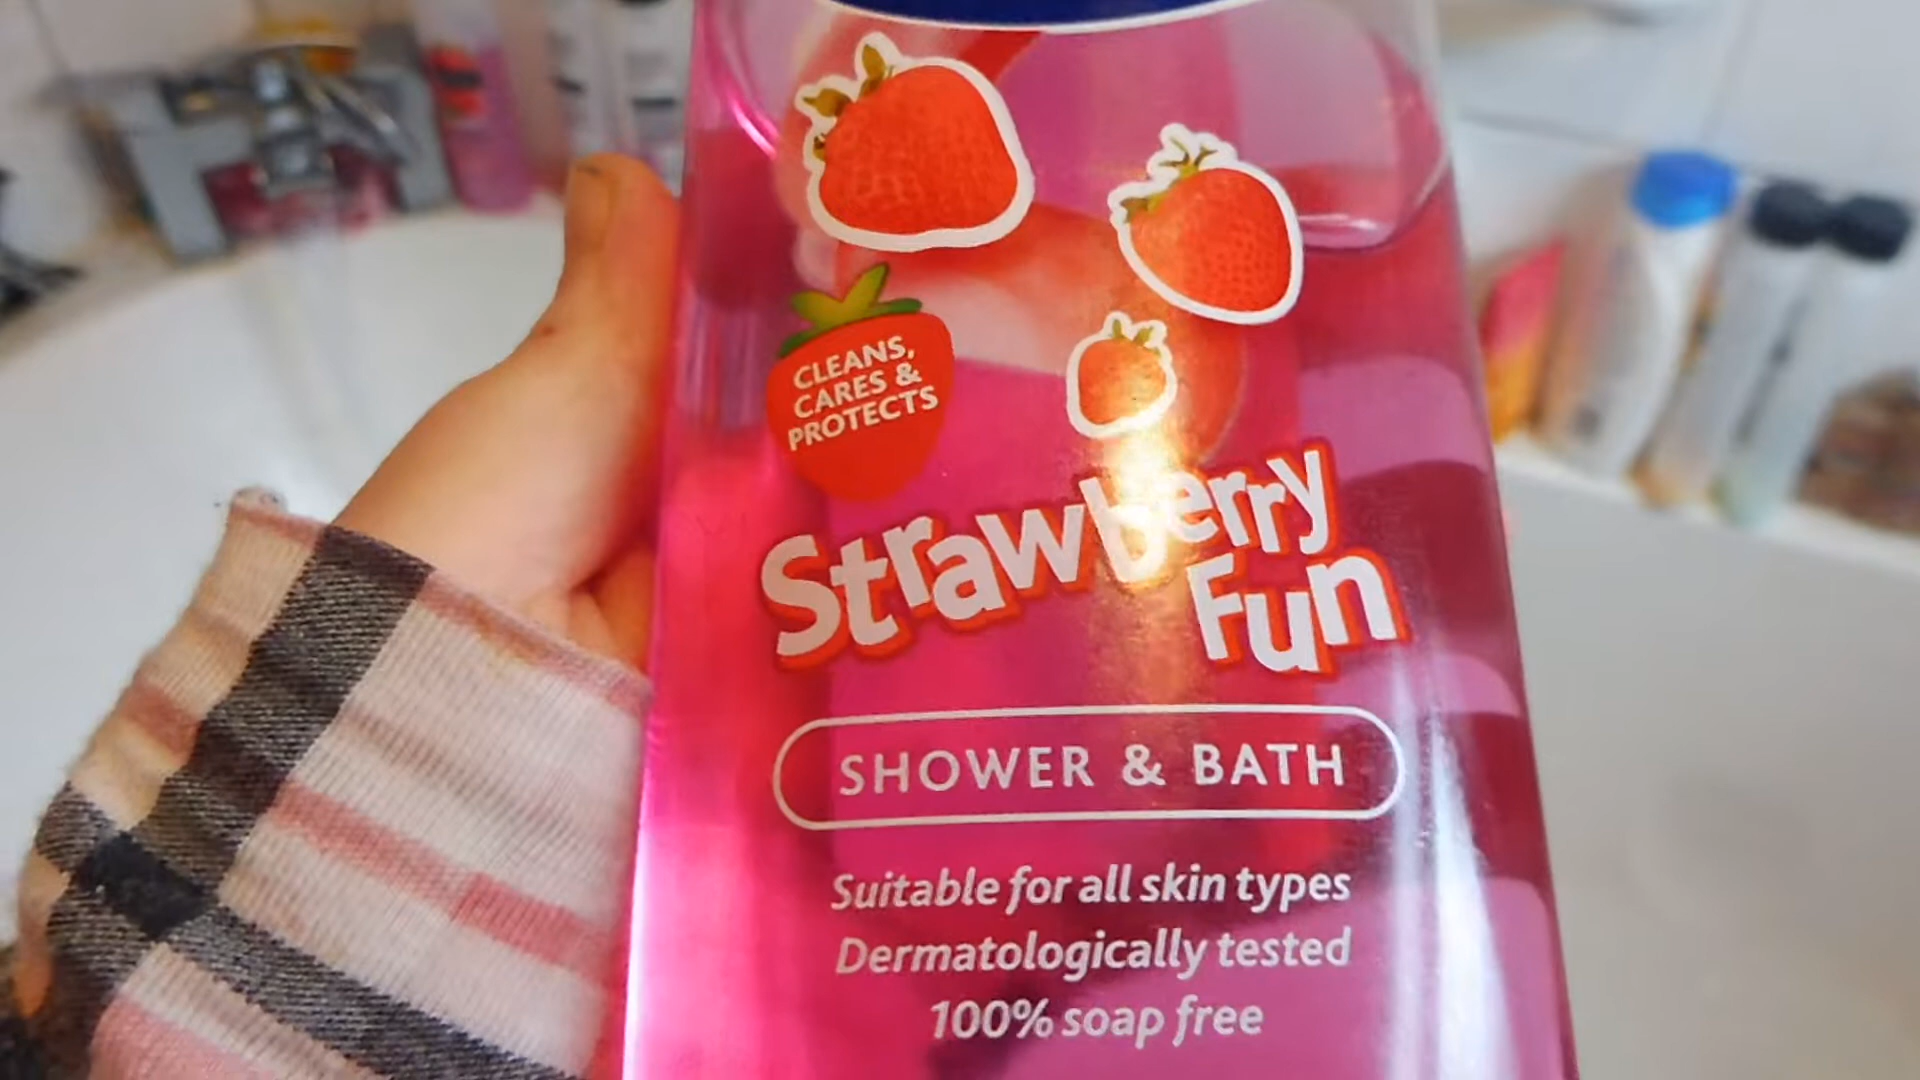 CLEANS,
CARES &
PROTECTS
Strawberry
Fun
SHOWER & BATH
Suitable for all skin types
Dermatologically tested
100% soap free